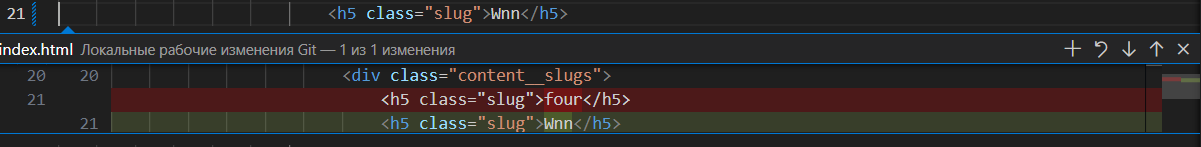 21 <h5 class="slug">Wnn</h5>
index.html Локальные рабочие изменения Git — 1 из 1 изменения
20 20 <div class="content__slugs">
21 <h5 class="slug">four</h5>
21 <h5 class="slug">Wnn</h5>